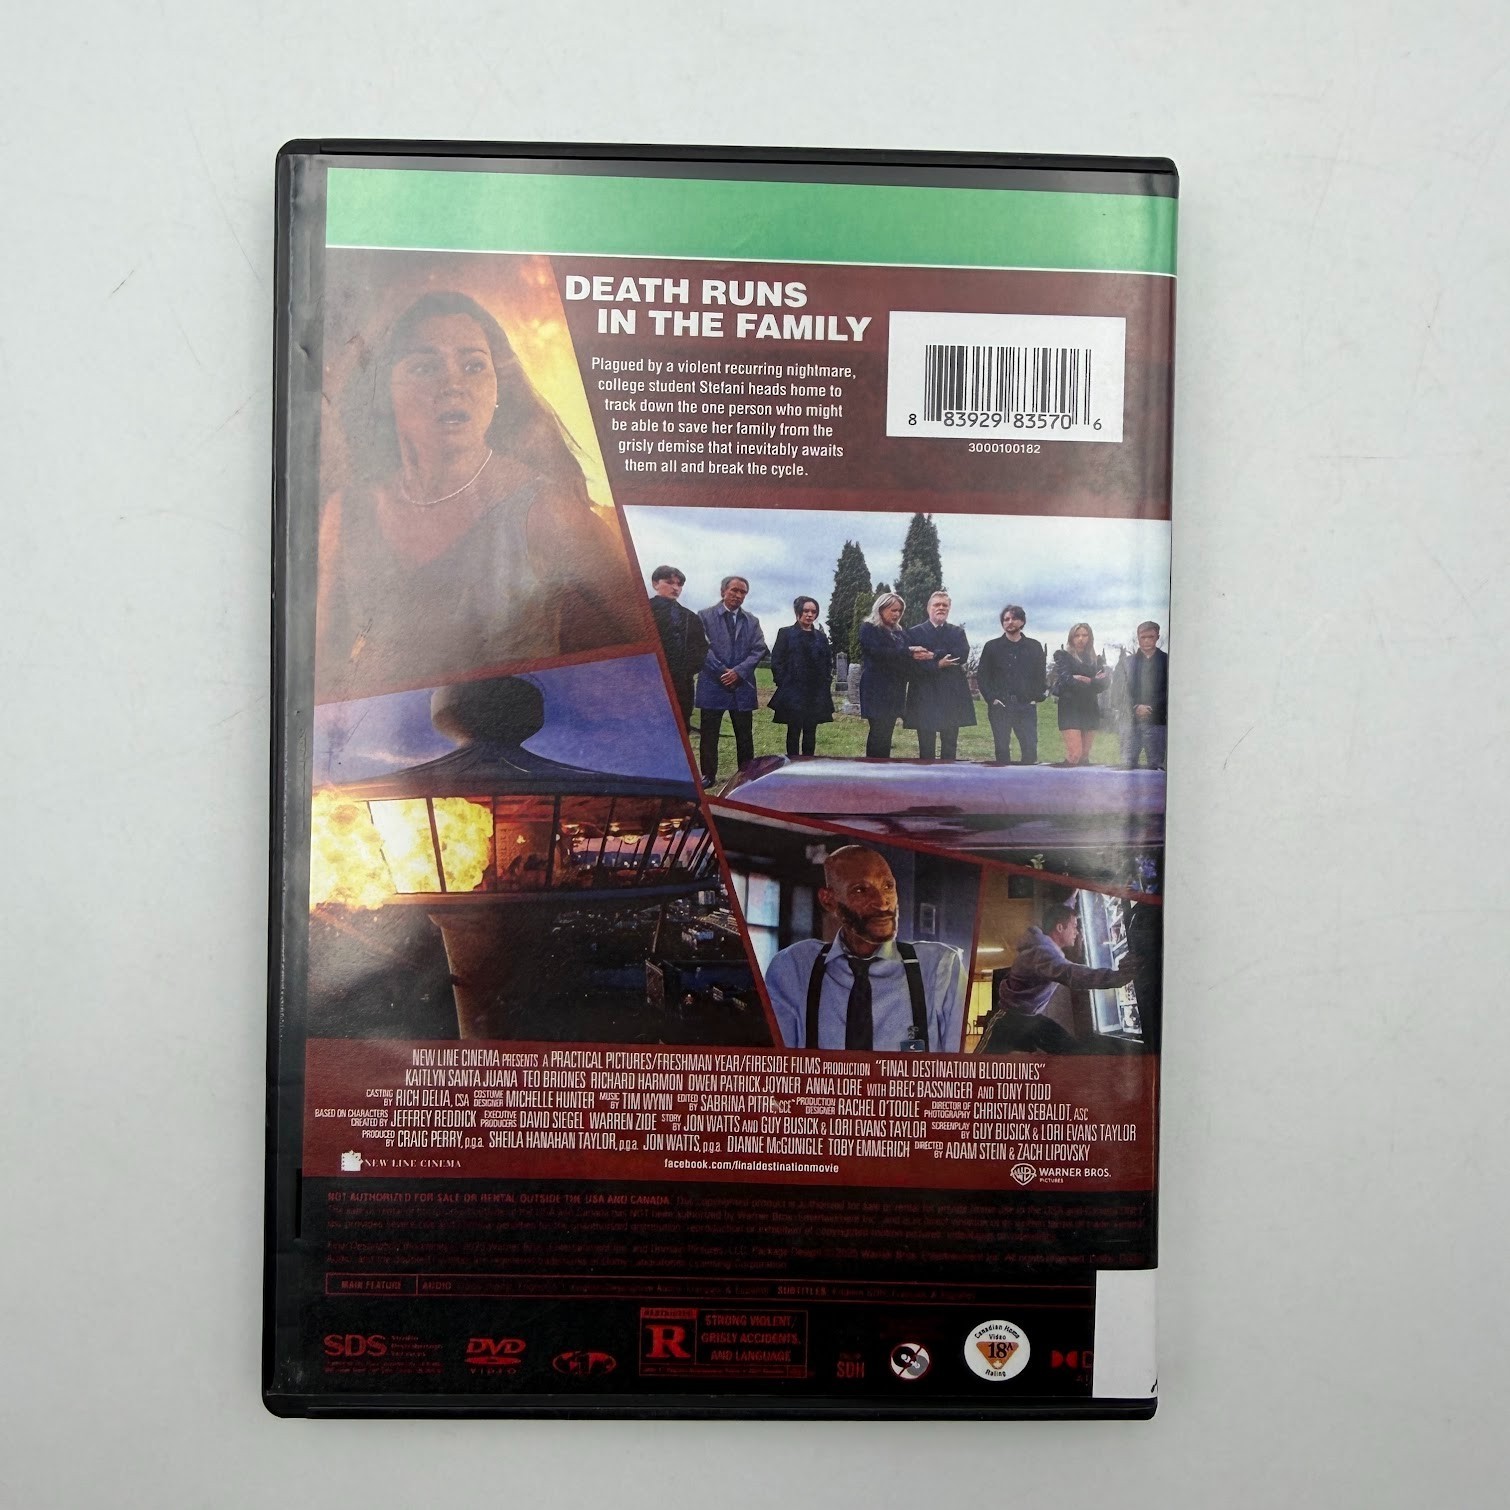 DEATH RUNS
IN THE FAMILY
Plagued by a violent recurring nightmare,
college student Stefani heads home to
track down the one person who might
be able to save her family from the
grisly demise that inevitably awaits
them all and break the cycle.
8 83929 83570 6
3000100182
NEW LINE CINEMA PRESENTS A PRACTICAL PICTURES/FRESHMAN YEAR/FIRESIDE FILMS PRODUCTION "FINAL DESTINATION BLOODLINES"
KAITLYN SANTA JUANA TEO BRIONES RICHARD HARMON OWEN PATRICK JOYNER ANNA LORE WITH BREC BASSINGER AND TONY TODD
CASTING BY RICH DELIA, CSA COSTUME DESIGNER MICHELLE HUNTER MUSIC BY TIM WYNN EDITED BY SABRINA PITRE, CCE PRODUCTION DESIGNER RACHEL O'TOOLE DIRECTOR OF PHOTOGRAPHY CHRISTIAN SEBALDT, ASC
BASED ON CHARACTERS CREATED BY JEFFREY REDDICK EXECUTIVE PRODUCERS DAVID SIEGEL WARREN ZIDE STORY BY JON WATTS AND GUY BUSICK & LORI EVANS TAYLOR SCREENPLAY BY GUY BUSICK & LORI EVANS TAYLOR
PRODUCED BY CRAIG PERRY, p.g.a. SHEILA HANAHAN TAYLOR, p.g.a. JON WATTS, p.g.a. DIANNE McGUNIGLE TOBY EMMERICH DIRECTED BY ADAM STEIN & ZACH LIPOVSKY
NEW LINE CINEMA
facebook.com/finaldestinationmovie
WARNER BROS.
PICTURES
NOT AUTHORIZED FOR SALE OR RENTAL OUTSIDE THE USA AND CANADA.
MAIN FEATURE AUDIO SUBTITLES
SDS
DVD
VIDEO
RESTRICTED
R
STRONG VIOLENT/
GRISLY ACCIDENTS,
AND LANGUAGE
SDH
Canadian Home
Video
18A
Rating